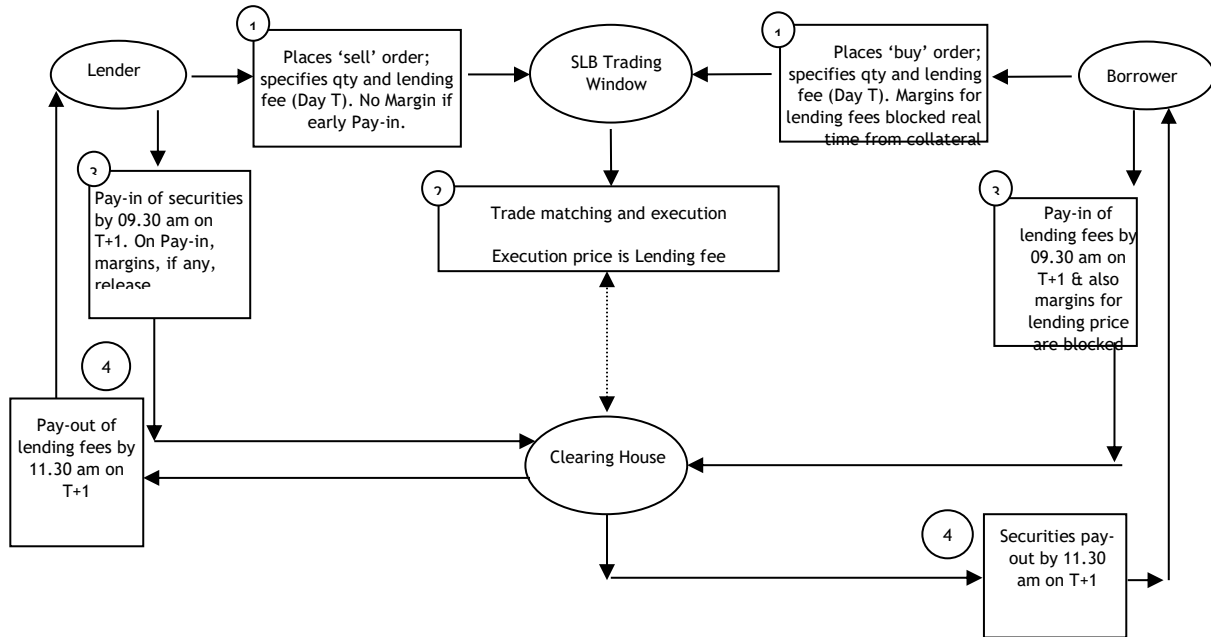 1
Places ‘sell’ order;
specifies qty and lending
fee (Day T). No Margin if
early Pay-in.
Lender
SLB Trading
Window
1
Places ‘buy’ order;
specifies qty and lending
fee (Day T). Margins for
lending fees blocked real
time from collateral
Borrower
3
Pay-in of securities
by 09.30 am on
T+1. On Pay-in,
margins, if any,
release
2
Trade matching and execution
Execution price is Lending fee
3
Pay-in of
lending fees by
09.30 am on
T+1 & also
margins for
lending price
are blocked
4
Pay-out of
lending fees by
11.30 am on
T+1
Clearing House
4
Securities pay-
out by 11.30
am on T+1